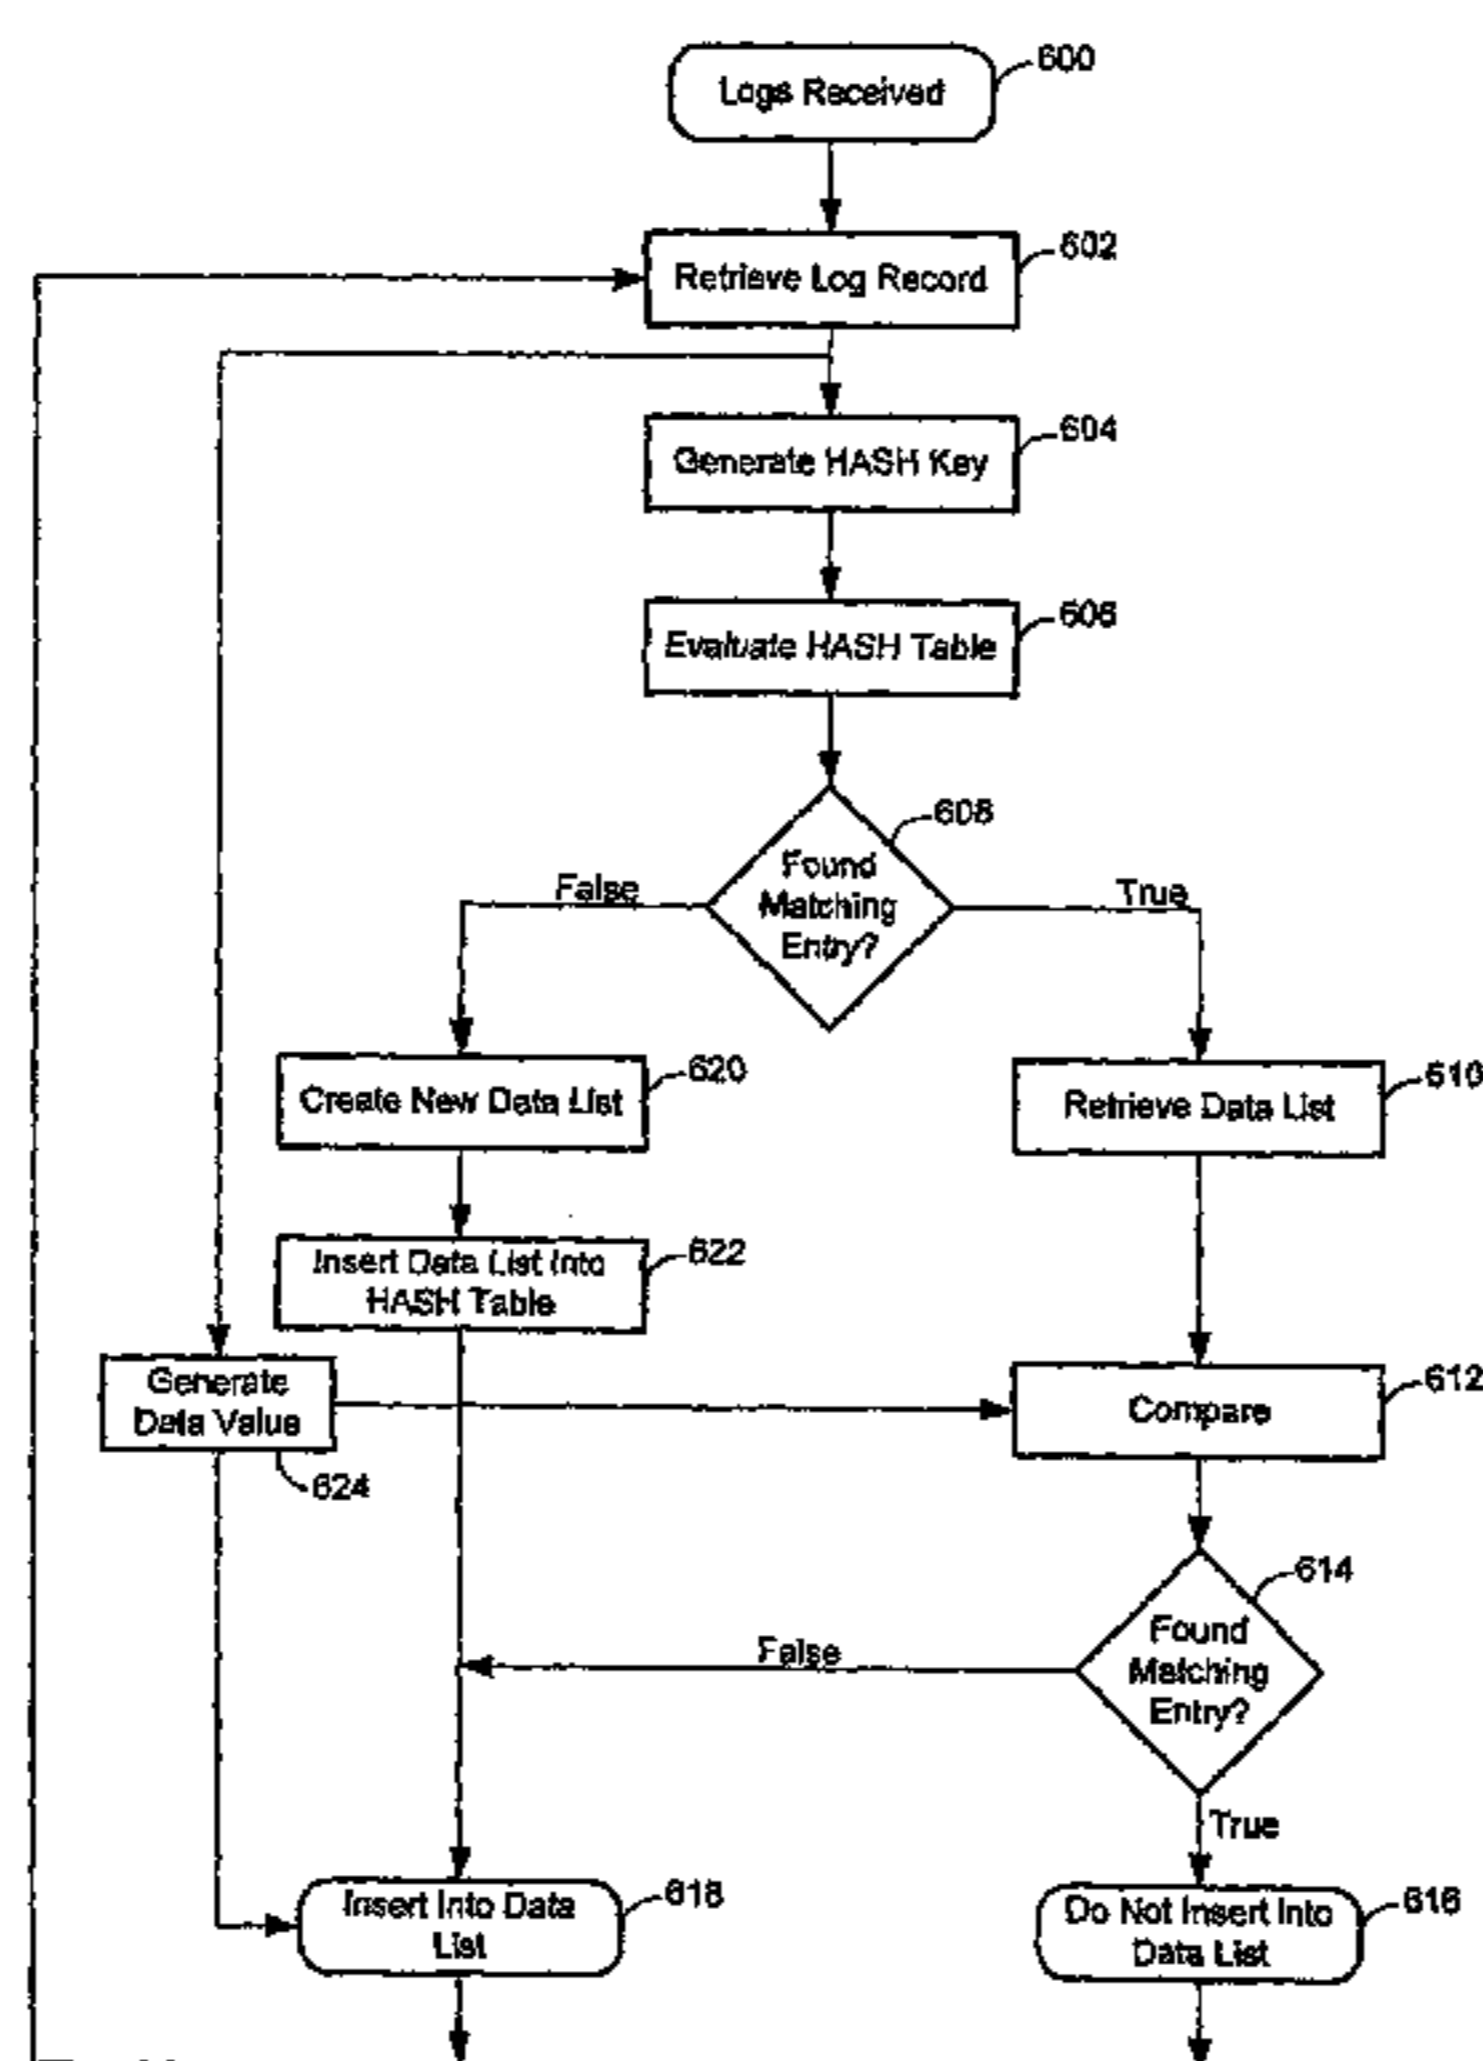 Logs Received
600
Retrieve Log Record
602
Generate HASH Key
604
Evaluate HASH Table
606
608
Found
Matching
Entry?
False
True
Create New Data List
620
Retrieve Data List
610
Insert Data List Into
HASH Table
622
Generate
Data Value
624
Compare
612
614
Found
Matching
Entry?
False
True
Insert Into Data
List
618
Do Not Insert Into
Data List
616